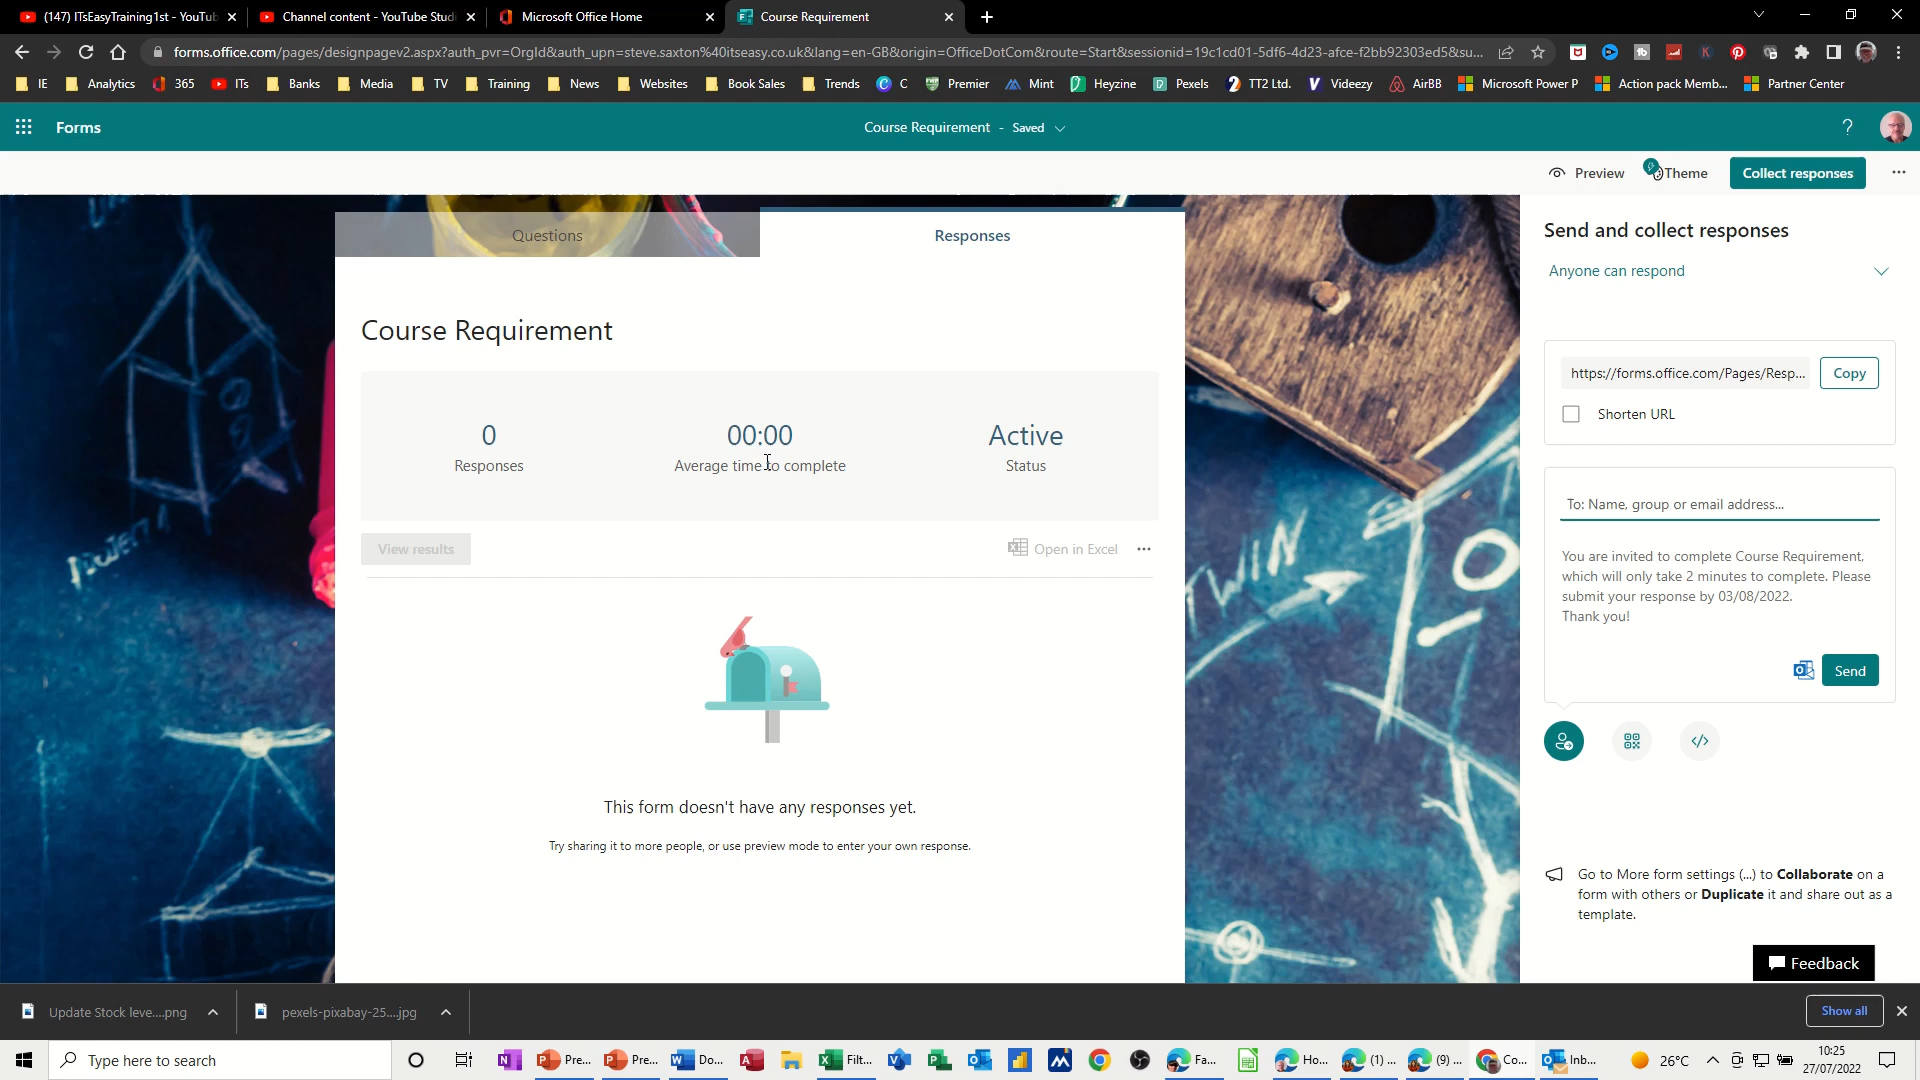 (147) ITsEasyTraining1st - YouTub
Channel content - YouTube Studi
Microsoft Office Home
Course Requirement
forms.office.com/pages/designpagev2.aspx?auth_pvr=OrgId&auth_upn=steve.saxton%40itseasy.co.uk&lang=en-GB&origin=OfficeDotCom&route=Start&sessionid=19c1cd01-5df6-4d23-afce-f2bb92303ed5&su...
IE Analytics 365 ITs Banks Media TV Training News Websites Book Sales Trends C Premier Mint Heyzine Pexels TT2 Ltd. Videezy AirBB Microsoft Power P Action pack Memb... Partner Center
Forms
Course Requirement - Saved
?
Preview
Theme
Collect responses
Questions
Responses
Course Requirement
0
Responses
00:00
Average time to complete
Active
Status
View results
Open in Excel
This form doesn't have any responses yet.
Try sharing it to more people, or use preview mode to enter your own response.
Send and collect responses
Anyone can respond
https://forms.office.com/Pages/Resp...
Copy
Shorten URL
To: Name, group or email address...
You are invited to complete Course Requirement,
which will only take 2 minutes to complete. Please
submit your response by 03/08/2022.
Thank you!
Send
Go to More form settings (...) to Collaborate on a
form with others or Duplicate it and share out as a
template.
Feedback
Update Stock leve....png
pexels-pixabay-25....jpg
Show all
Type here to search
Pre...
Pre...
Do...
Filt...
Fa...
Ho...
(1) ...
(9) ...
Co...
Inb...
26°C
10:25
27/07/2022